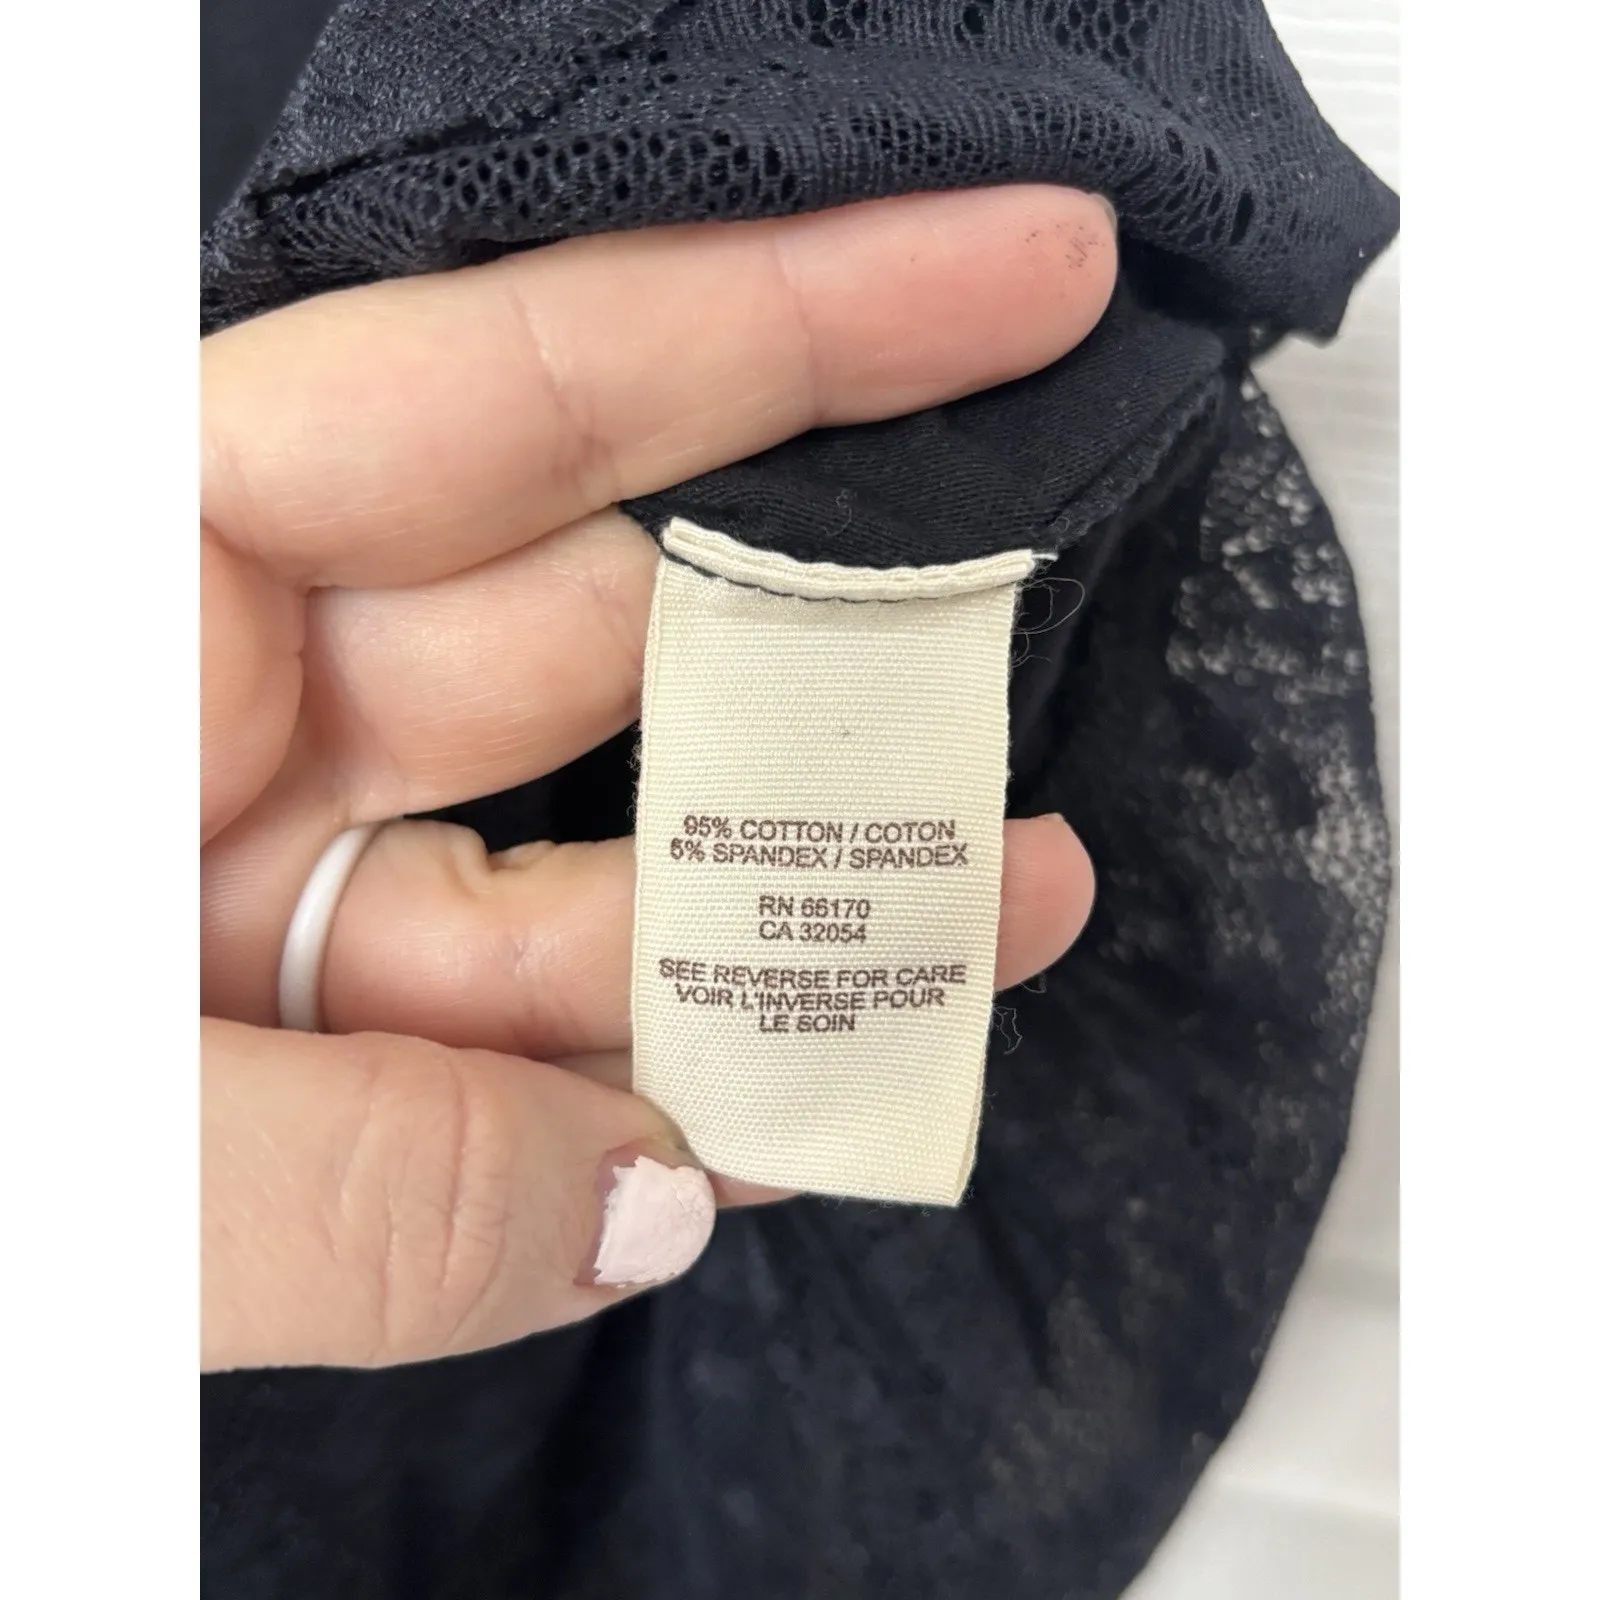 95% COTTON / COTON
5% SPANDEX / SPANDEX
RN 66170
CA 32054
SEE REVERSE FOR CARE
VOIR L'INVERSE POUR
LE SOIN